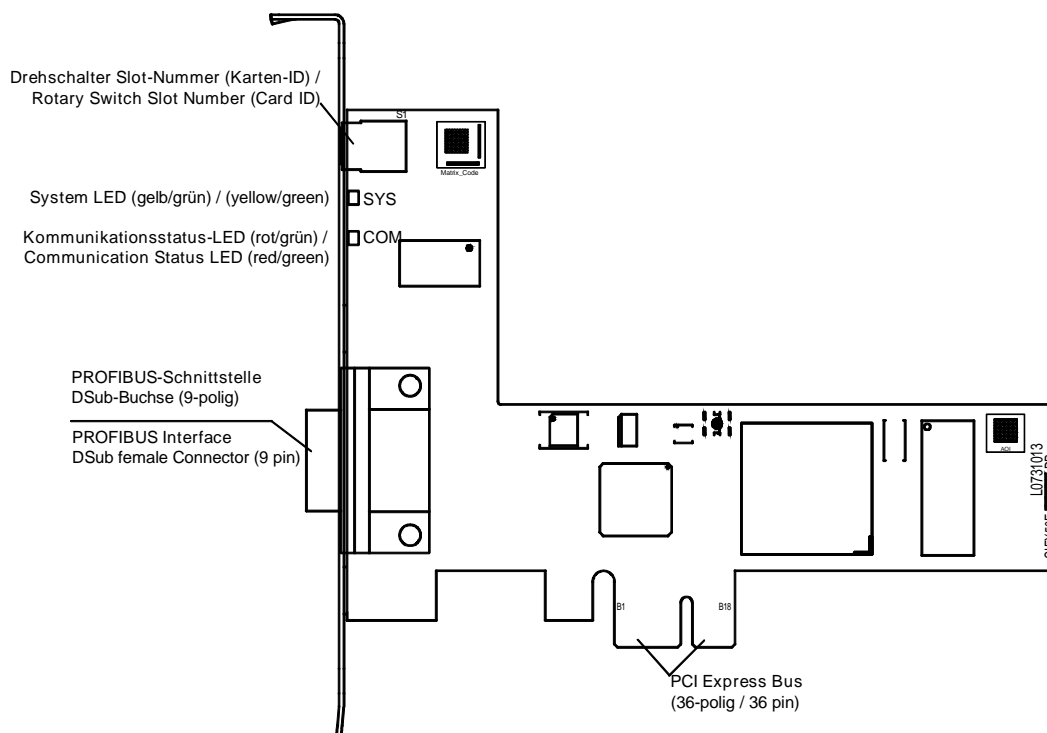 Drehschalter Slot-Nummer (Karten-ID) /
Rotary Switch Slot Number (Card ID)
S1
Matrix_Code
System LED (gelb/grün) / (yellow/green)
SYS
Kommunikationsstatus-LED (rot/grün) /
Communication Status LED (red/green)
COM
PROFIBUS-Schnittstelle
DSub-Buchse (9-polig)
PROFIBUS Interface
DSub female Connector (9 pin)
AOI
L0731013
B1
B18
PCI Express Bus
(36-polig / 36 pin)